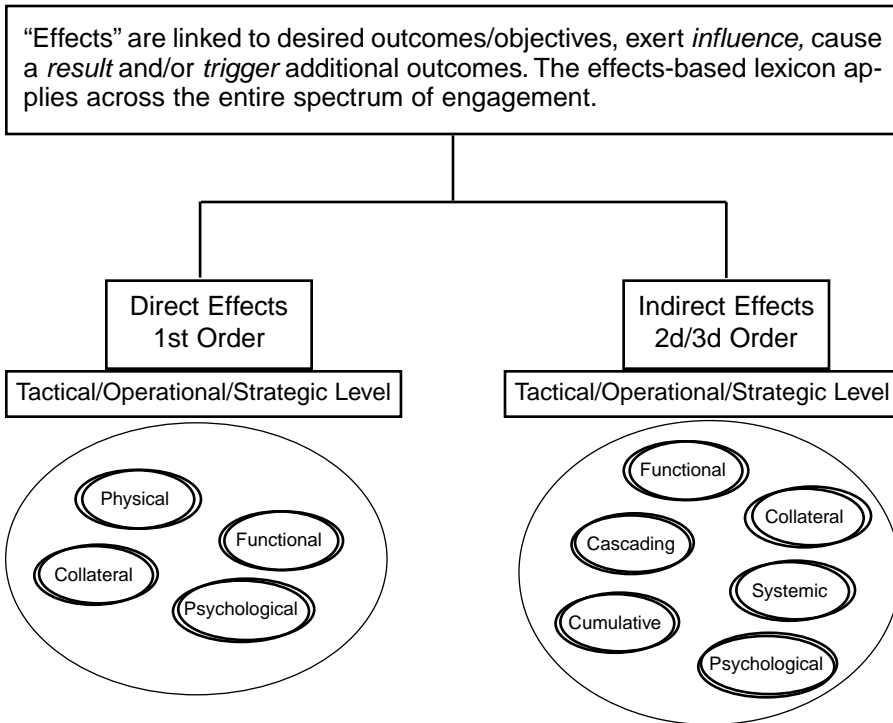 “Effects” are linked to desired outcomes/objectives, exert influence, cause
a result and/or trigger additional outcomes. The effects-based lexicon ap-
plies across the entire spectrum of engagement.
Direct Effects
1st Order
Tactical/Operational/Strategic Level
Physical
Functional
Collateral
Psychological
Indirect Effects
2d/3d Order
Tactical/Operational/Strategic Level
Functional
Collateral
Cascading
Systemic
Cumulative
Psychological